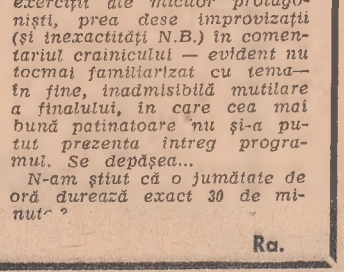 exerciții ale micilor protago-
niști, prea dese improvizații
(și inexactități N.B.) în comen-
tariul crainicului — evident nu
tocmai familiarizat cu tema—
în fine, inadmisibilă mutilare
a finalului, în care cea mai
bună patinatoare nu și-a pu-
tut prezenta întreg progra-
mul. Se depășea...
N-am știut că o jumătate de
oră durează exact 30 de mi-
nute ?
Ra.